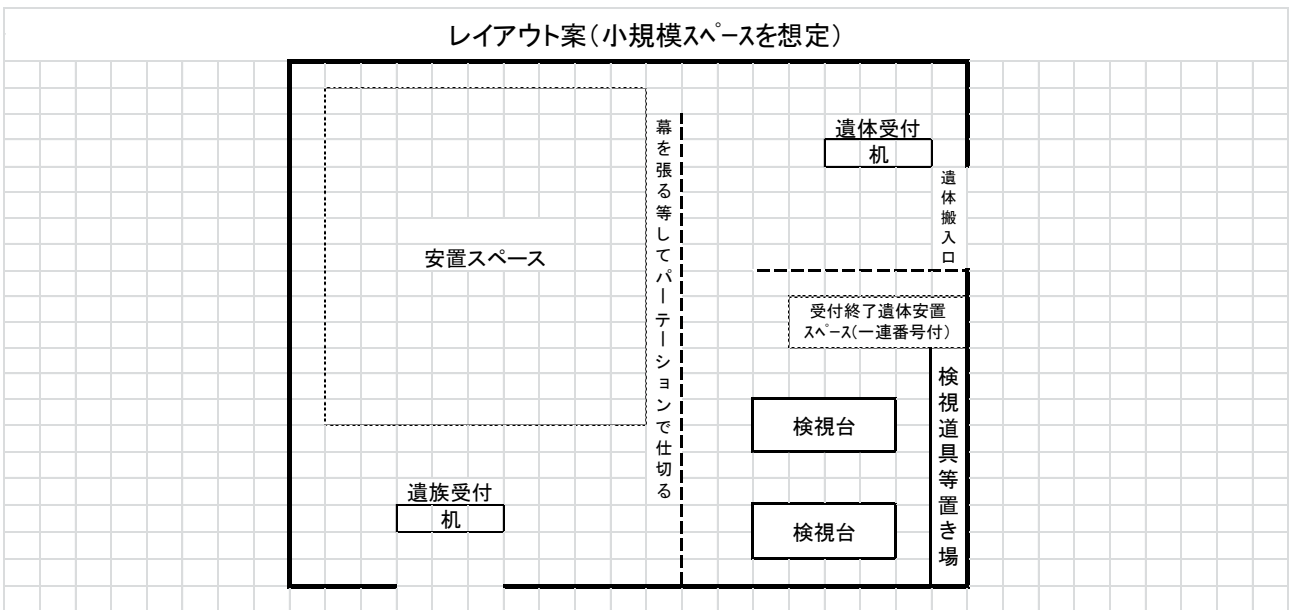 レイアウト案(小規模ｽﾍﾟｰｽを想定)
遺体受付
机
幕を張る等してパーテーションで仕切る
遺体搬入口
安置スペース
受付終了遺体安置
ｽﾍﾟｰｽ(一連番号付)
検視道具等置き場
検視台
遺族受付
机
検視台